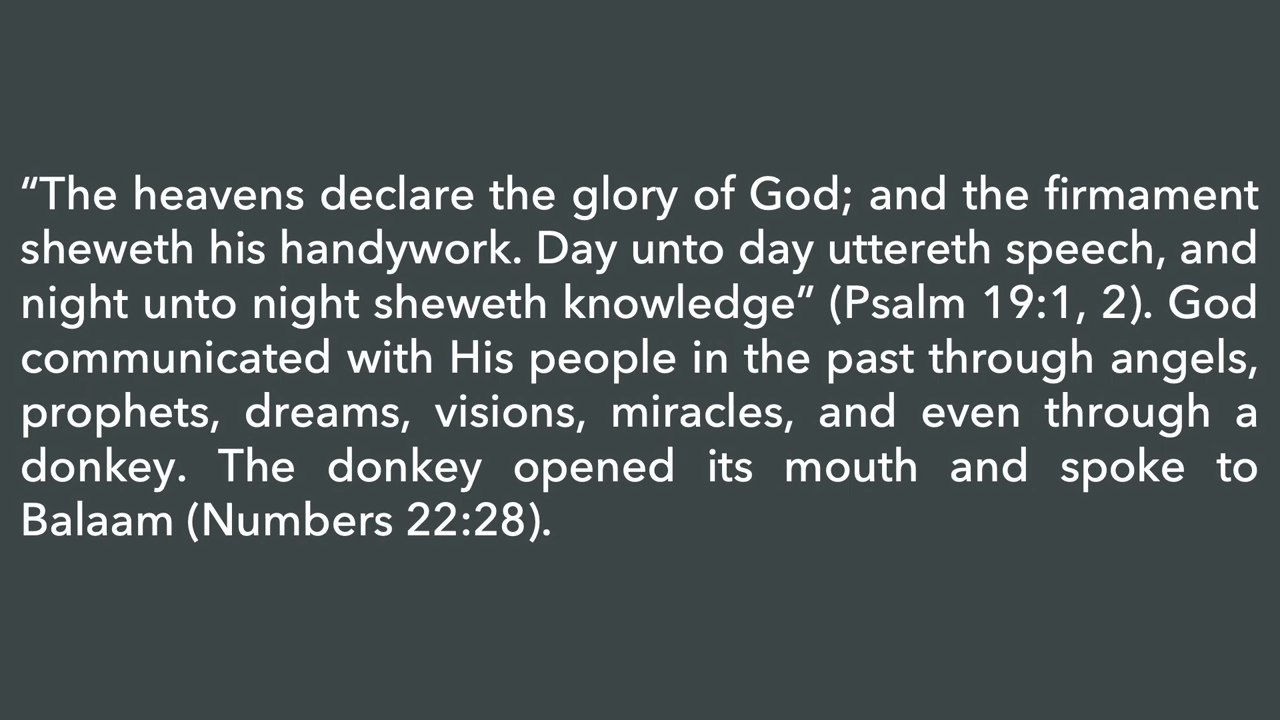 “The heavens declare the glory of God; and the firmament
sheweth his handywork. Day unto day uttereth speech, and
night unto night sheweth knowledge” (Psalm 19:1, 2). God
communicated with His people in the past through angels,
prophets, dreams, visions, miracles, and even through a
donkey. The donkey opened its mouth and spoke to
Balaam (Numbers 22:28).